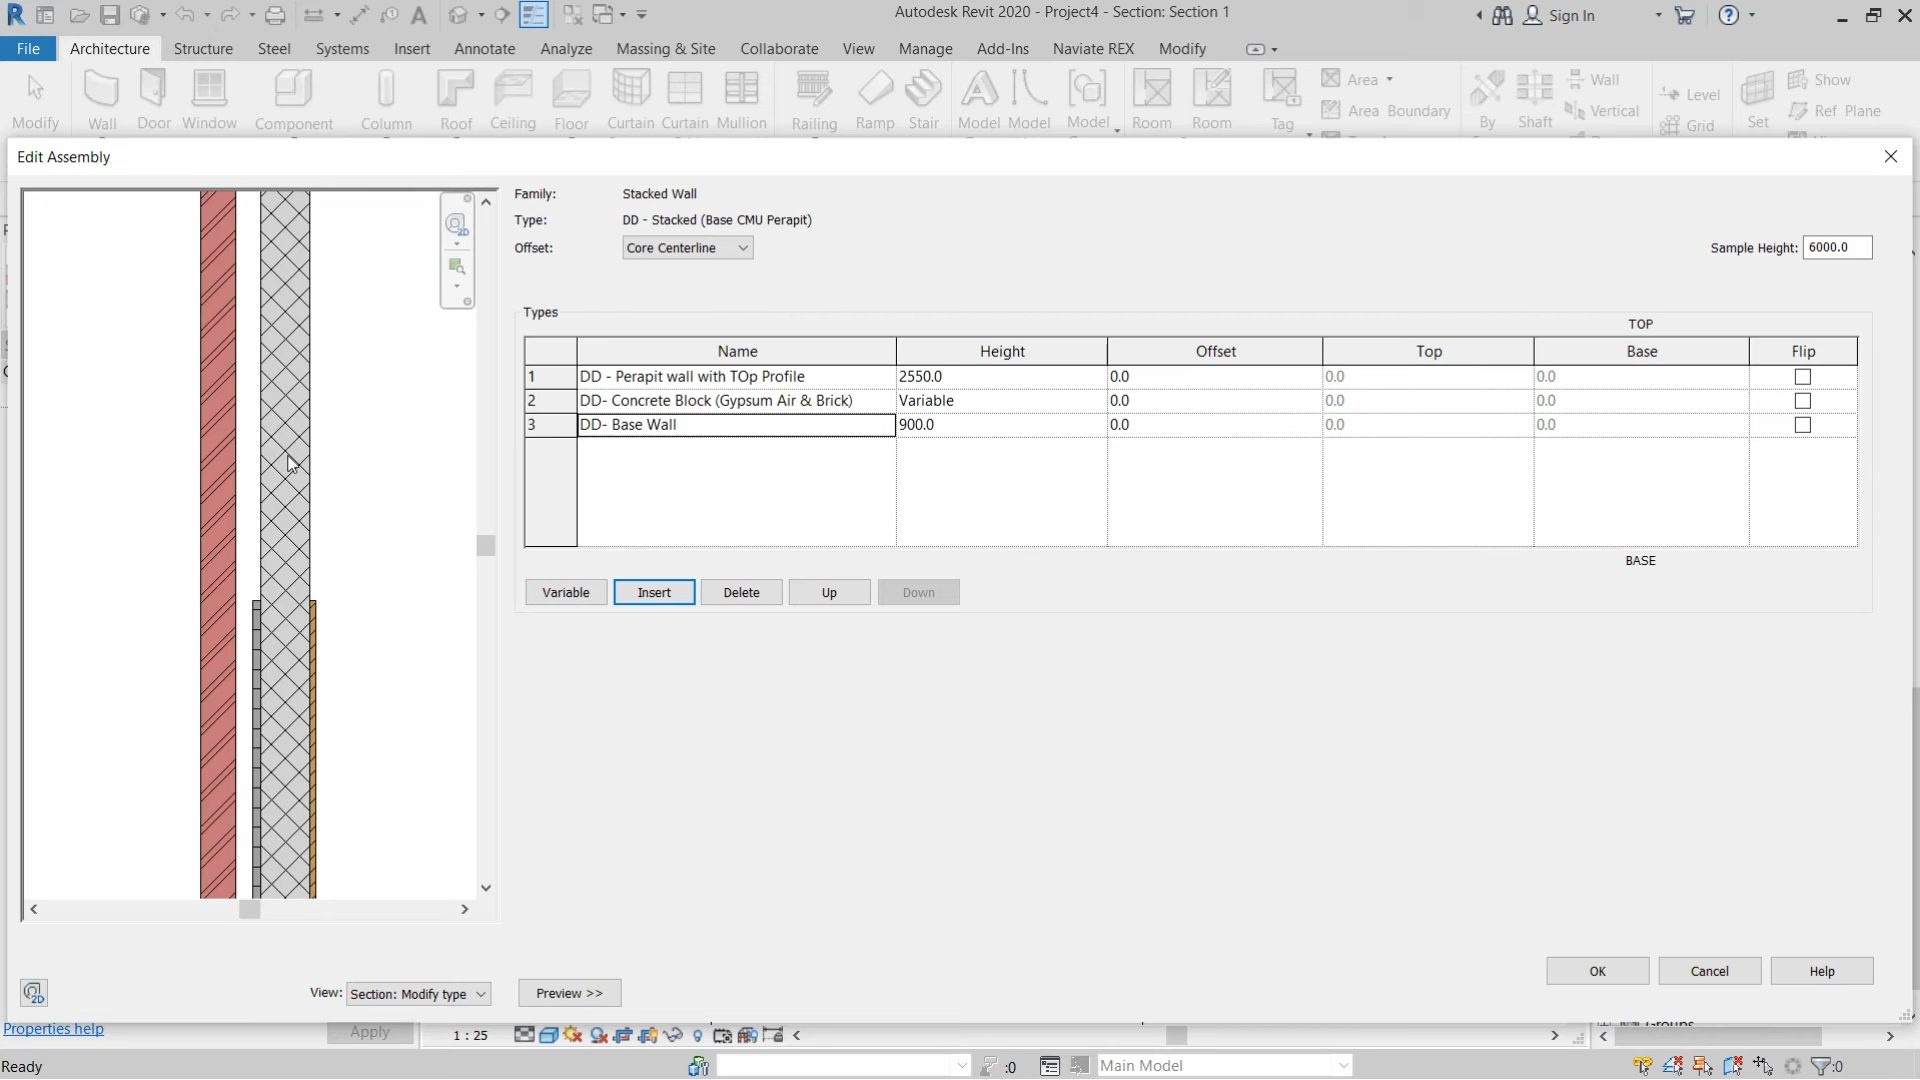 Autodesk Revit 2020 - Project4 - Section: Section 1
Sign In
File Architecture Structure Steel Systems Insert Annotate Analyze Massing & Site Collaborate View Manage Add-Ins Naviate REX Modify
Area
Wall
Show
Level
Area Boundary
Vertical
Ref Plane
Modify Wall Door Window Component Column Roof Ceiling Floor Curtain Curtain Mullion Railing Ramp Stair Model Model Model Room Room Tag By Shaft Grid Set
Edit Assembly
Family: Stacked Wall
Type: DD - Stacked (Base CMU Perapit)
Offset: Core Centerline
Sample Height: 6000.0
Types
TOP
Name Height Offset Top Base Flip
1 DD - Perapit wall with TOp Profile 2550.0 0.0 0.0 0.0
2 DD- Concrete Block (Gypsum Air & Brick) Variable 0.0 0.0 0.0
3 DD- Base Wall 900.0 0.0 0.0 0.0
BASE
Variable Insert Delete Up Down
OK Cancel Help
View: Section: Modify type Preview >>
Properties help Apply 1 : 25
Ready :0 Main Model :0
2D
2D